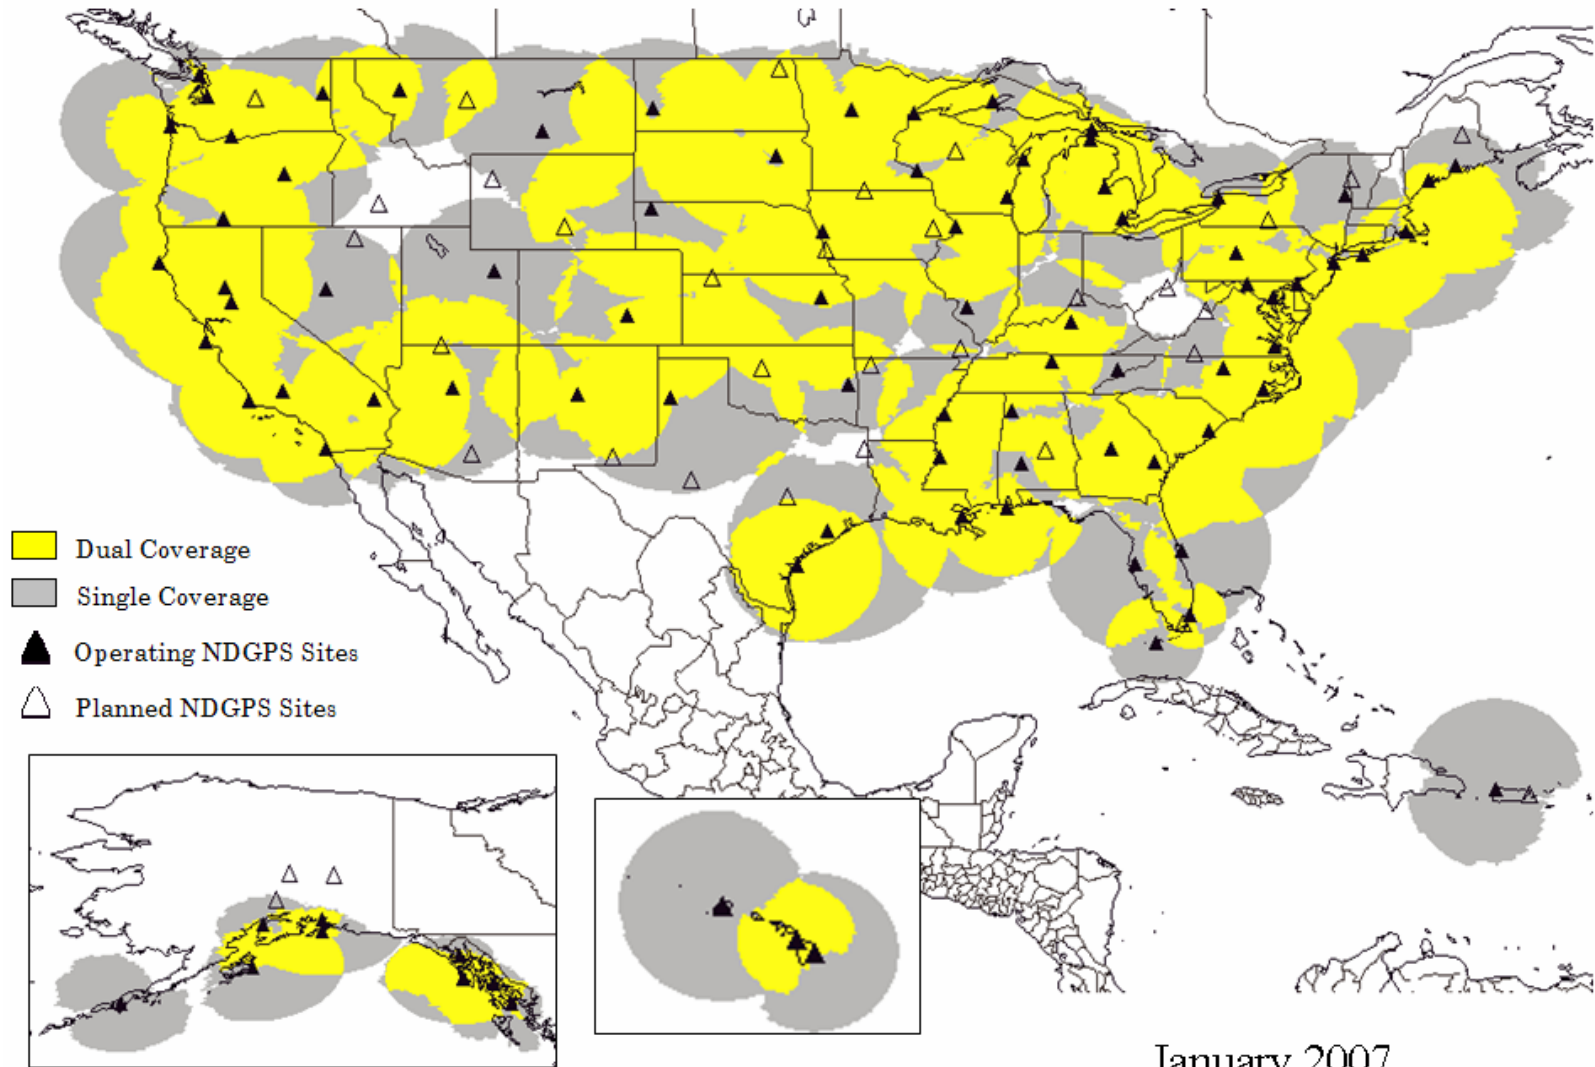 Dual Coverage
Single Coverage
Operating NDGPS Sites
Planned NDGPS Sites
January 2007